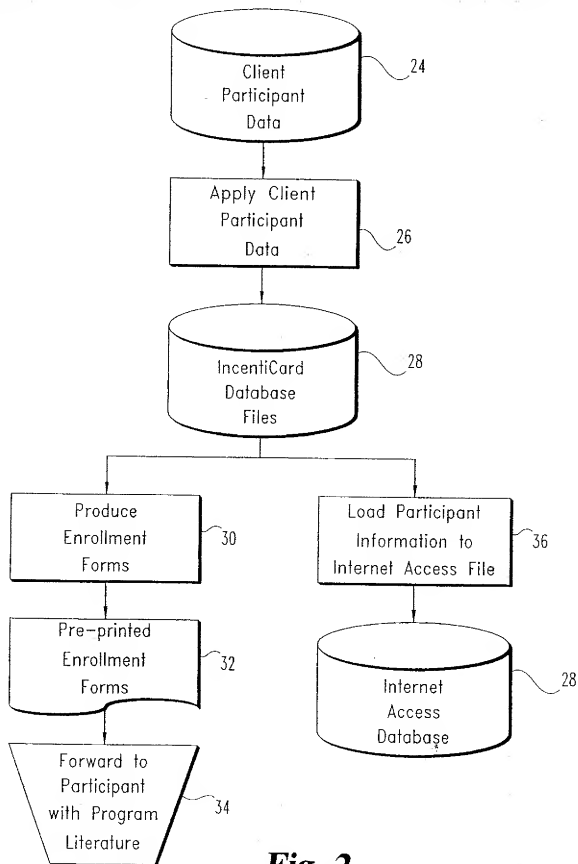 Client
Participant
Data
24
Apply Client
Participant
Data
26
IncentiCard
Database
Files
28
Produce
Enrollment
Forms
30
Load Participant
Information to
Internet Access File
36
Pre-printed
Enrollment
Forms
32
Internet
Access
Database
28
Forward to
Participant
with Program
Literature
34
Fig. 2